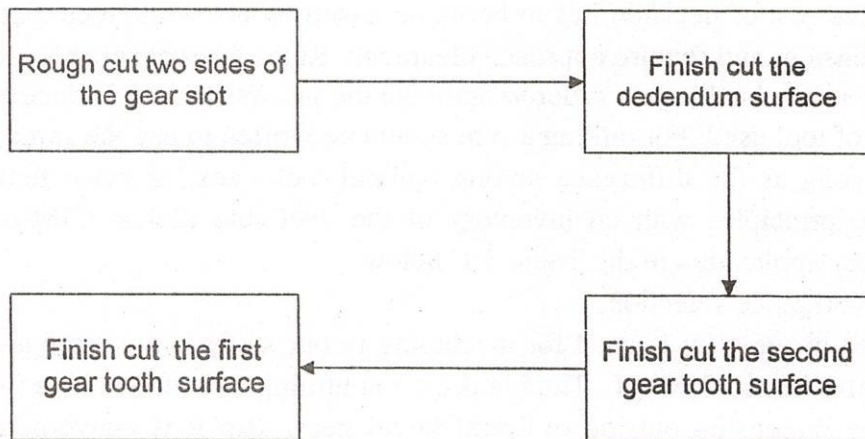 Rough cut two sides of
the gear slot
Finish cut the
dedendum surface
Finish cut the second
gear tooth surface
Finish cut the first
gear tooth surface